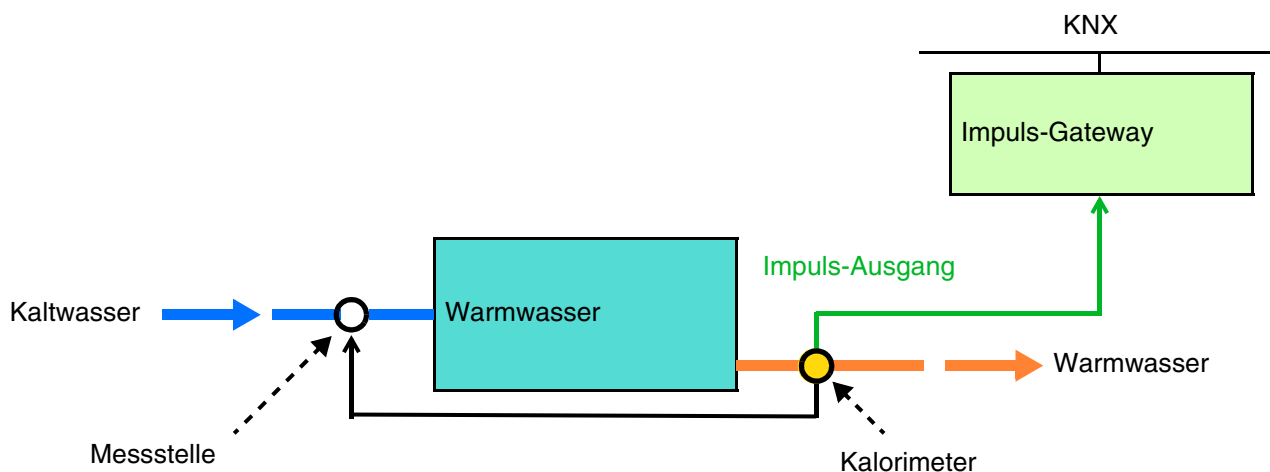 KNX
Impuls-Gateway
Impuls-Ausgang
Kaltwasser
Warmwasser
Warmwasser
Messstelle
Kalorimeter